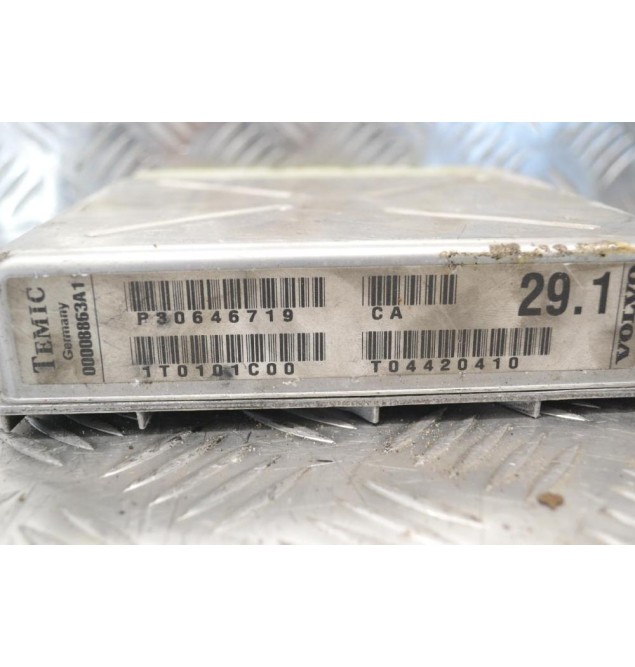 TEMIC
Germany
00008863A1
P30646719
CA
1T0101C00
T04420410
29.1
VOLVO